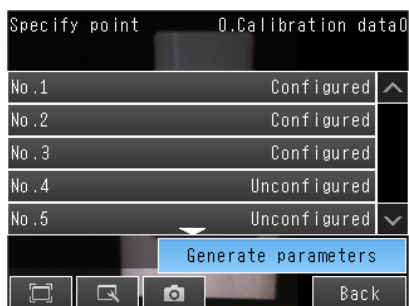 Specify point 0.Calibration data0
No.1 Configured
No.2 Configured
No.3 Configured
No.4 Unconfigured
No.5 Unconfigured
Generate parameters
Back